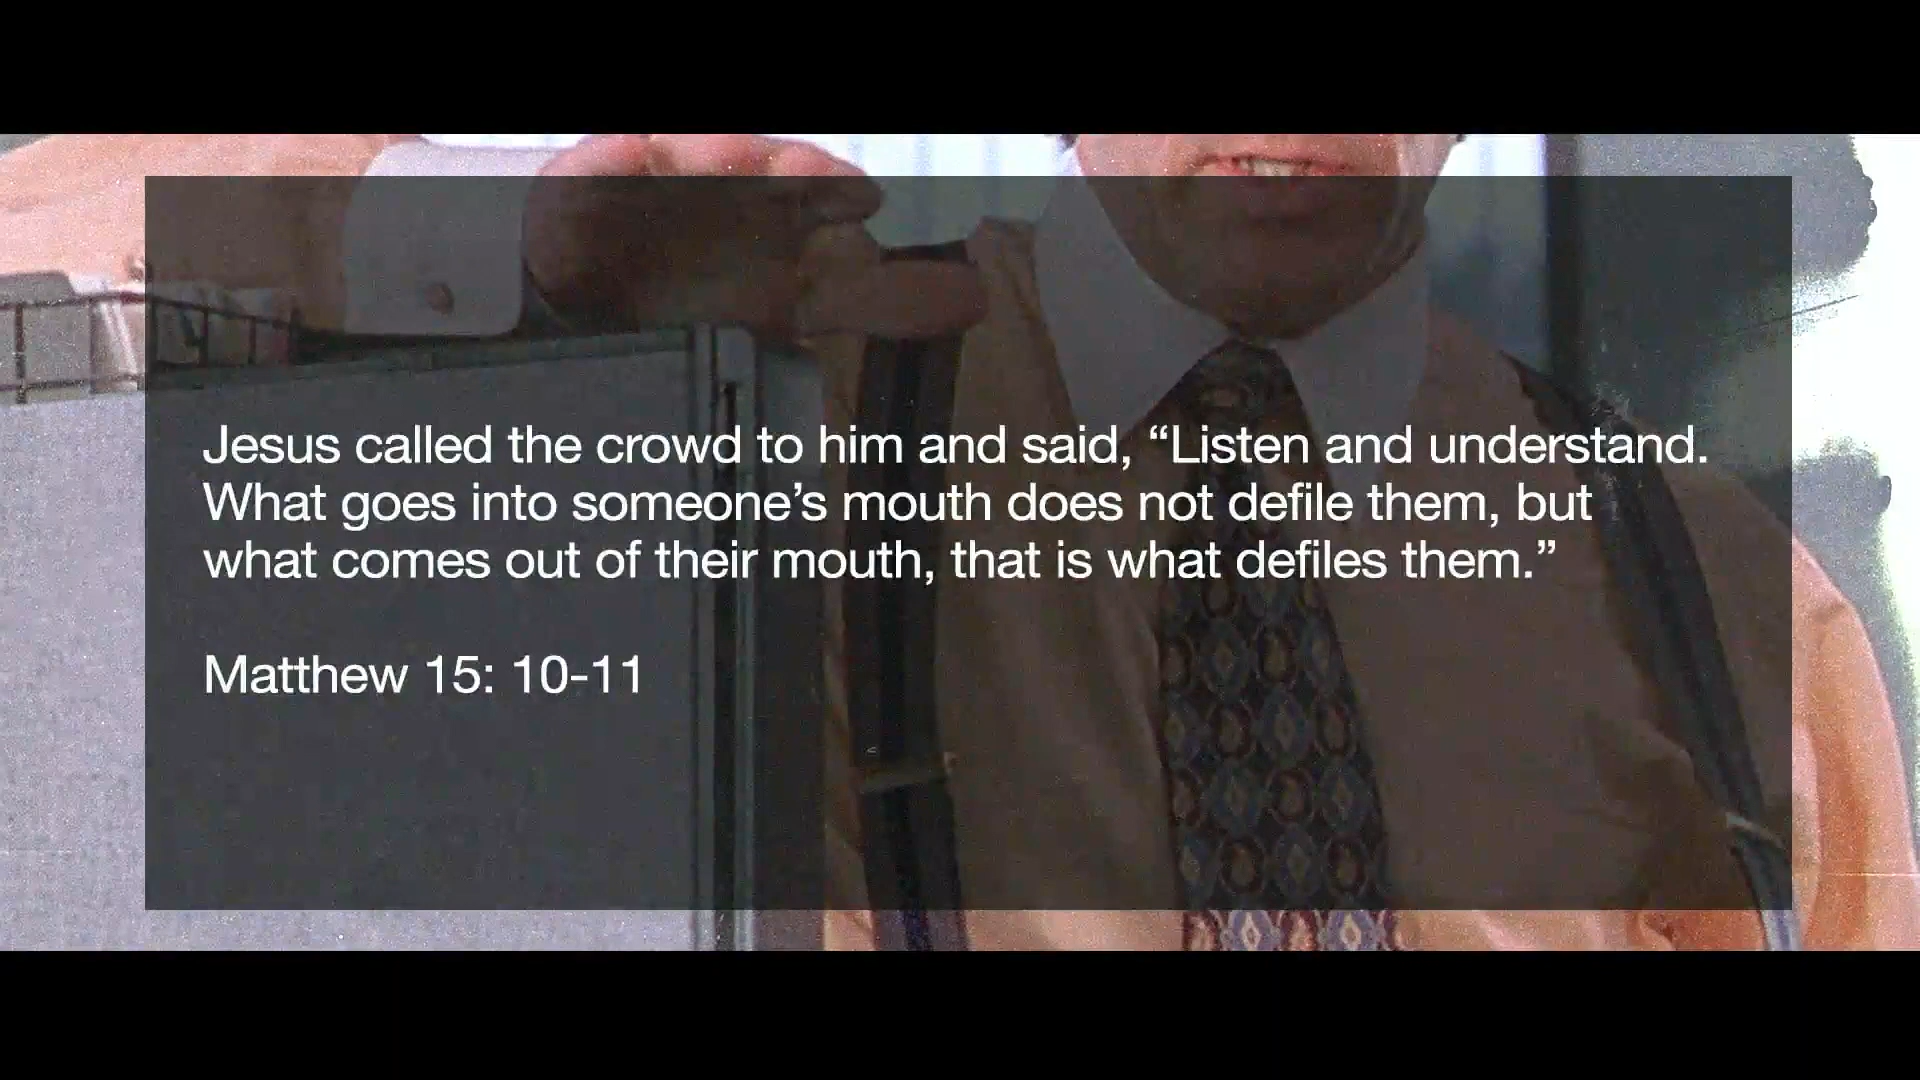 Jesus called the crowd to him and said, “Listen and understand.
What goes into someone’s mouth does not defile them, but
what comes out of their mouth, that is what defiles them.”
Matthew 15: 10-11